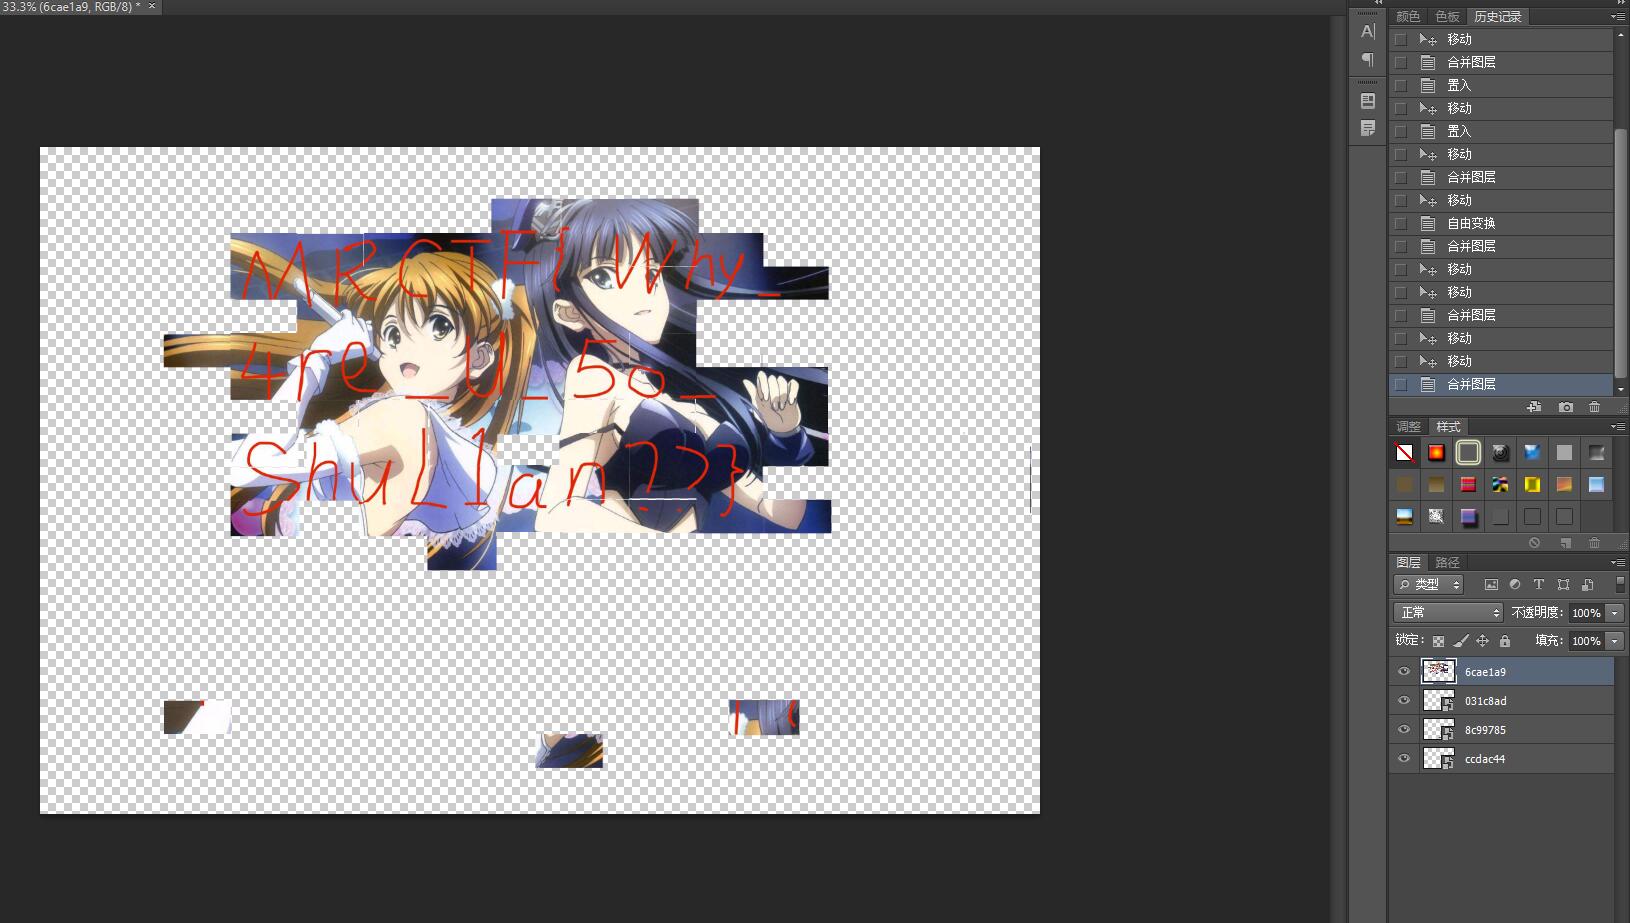 33.3% (6cae1a9, RGB/8) * ×
颜色 色板 历史记录
移动
合并图层
置入
移动
置入
移动
合并图层
移动
自由变换
合并图层
移动
移动
合并图层
移动
移动
合并图层
MRCTF{Why_
4re_U_5o_
ShuLlan??}
调整 样式
图层 路径
类型
正常 不透明度: 100%
锁定: 填充: 100%
6cae1a9
031c8ad
8c99785
ccdac44